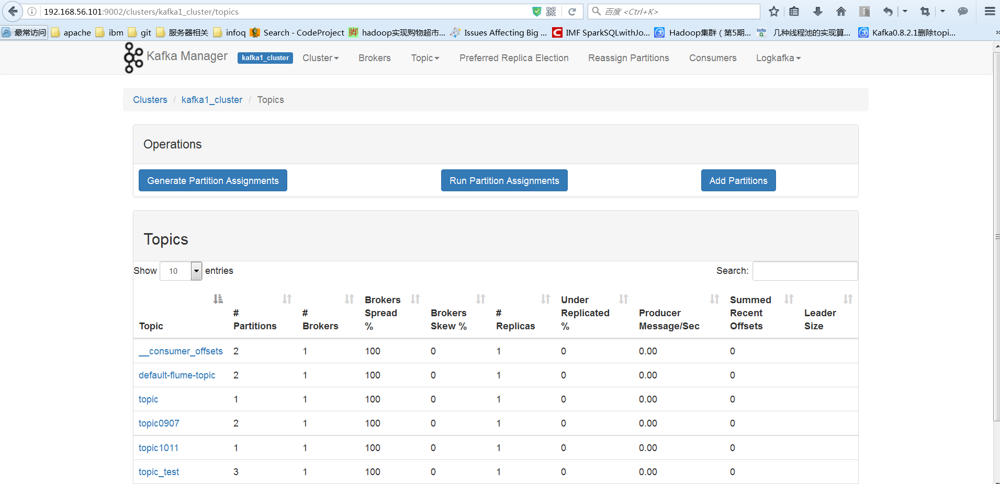 192.168.56.101:9002/clusters/kafka1_cluster/topics
百度 <Ctrl+K>
最常访问 apache ibm git 服务器相关 infoq Search - CodeProject hadoop实现购物超市... Issues Affecting Big ... IMF SparkSQLwithJo... Hadoop集群（第5期... 几种线程池的实现算... Kafka0.8.2.1删除topi...
Kafka Manager kafka1_cluster Cluster Brokers Topic Preferred Replica Election Reassign Partitions Consumers Logkafka
Clusters / kafka1_cluster / Topics
Operations
Generate Partition Assignments Run Partition Assignments Add Partitions
Topics
Show 10 entries Search:
Topic # Partitions # Brokers Brokers Spread % Brokers Skew % # Replicas Under Replicated % Producer Message/Sec Summed Recent Offsets Leader Size
__consumer_offsets 2 1 100 0 1 0 0.00 0
default-flume-topic 2 1 100 0 1 0 0.00 0
topic 1 1 100 0 1 0 0.00 0
topic0907 2 1 100 0 1 0 0.00 0
topic1011 1 1 100 0 1 0 0.00 0
topic_test 3 1 100 0 1 0 0.00 0